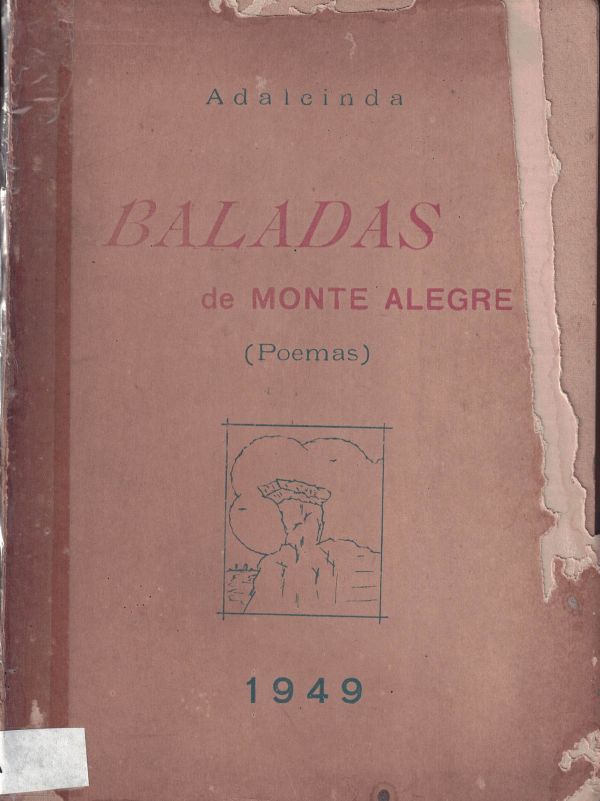 Adalcinda
BALADAS
de MONTE ALEGRE
(Poemas)
1949